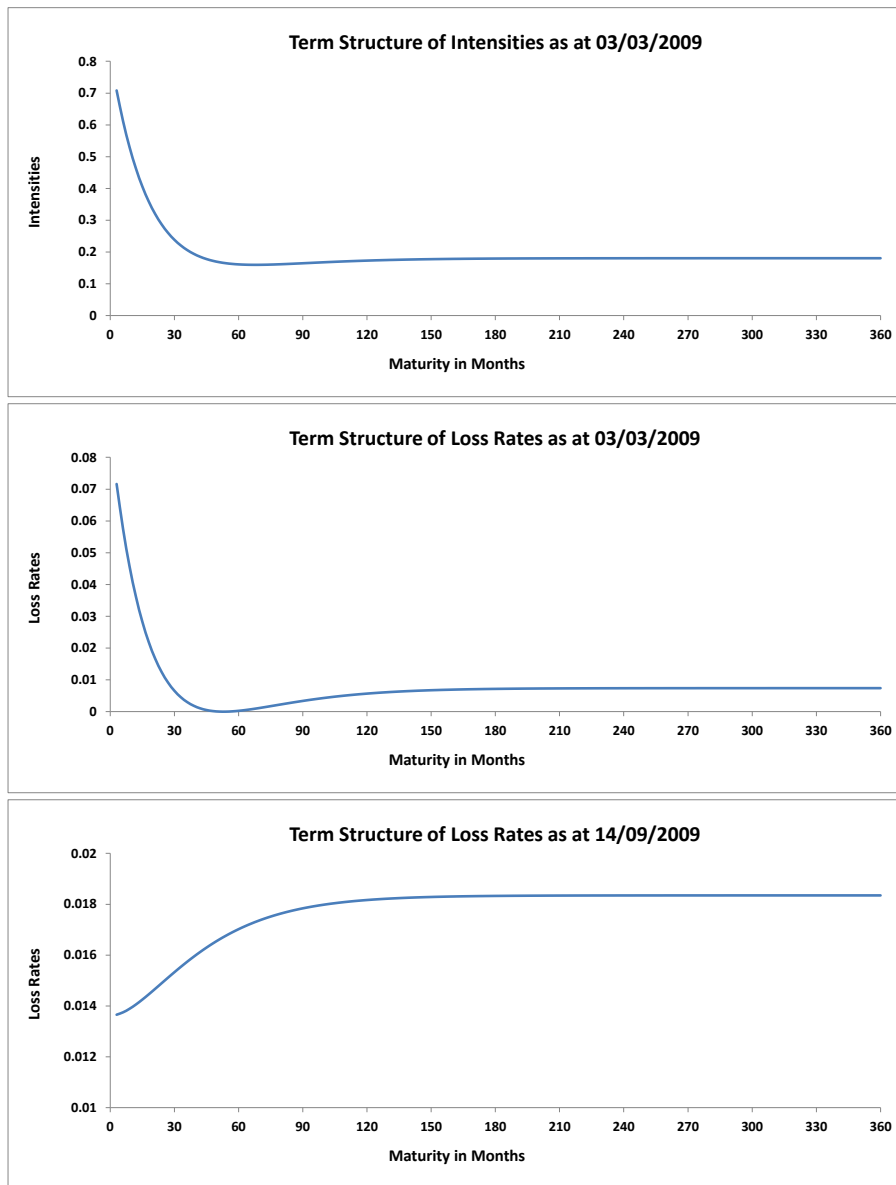 Term Structure of Intensities as at 03/03/2009
0.8
0.7
0.6
0.5
0.4
0.3
0.2
0.1
0
Intensities
0 30 60 90 120 150 180 210 240 270 300 330 360
Maturity in Months
Term Structure of Loss Rates as at 03/03/2009
0.08
0.07
0.06
0.05
0.04
0.03
0.02
0.01
0
Loss Rates
0 30 60 90 120 150 180 210 240 270 300 330 360
Maturity in Months
Term Structure of Loss Rates as at 14/09/2009
0.02
0.018
0.016
0.014
0.012
0.01
Loss Rates
0 30 60 90 120 150 180 210 240 270 300 330 360
Maturity in Months